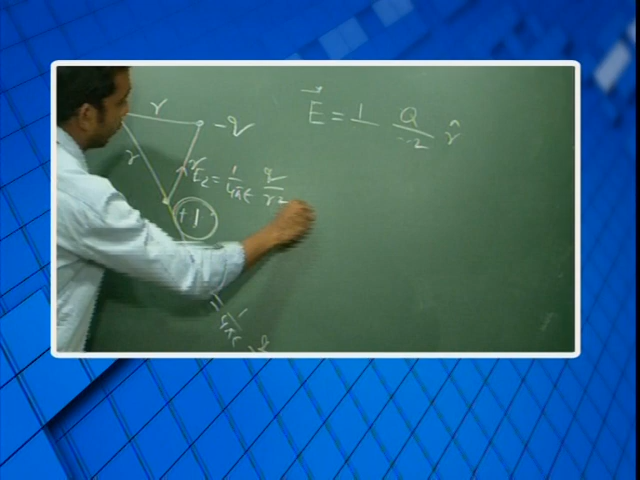 E⃗ = 1 Q/r2 r̂
r
-q
r
r
E2 = 1/4πϵ q/r2
+1
= 1/4πϵ q